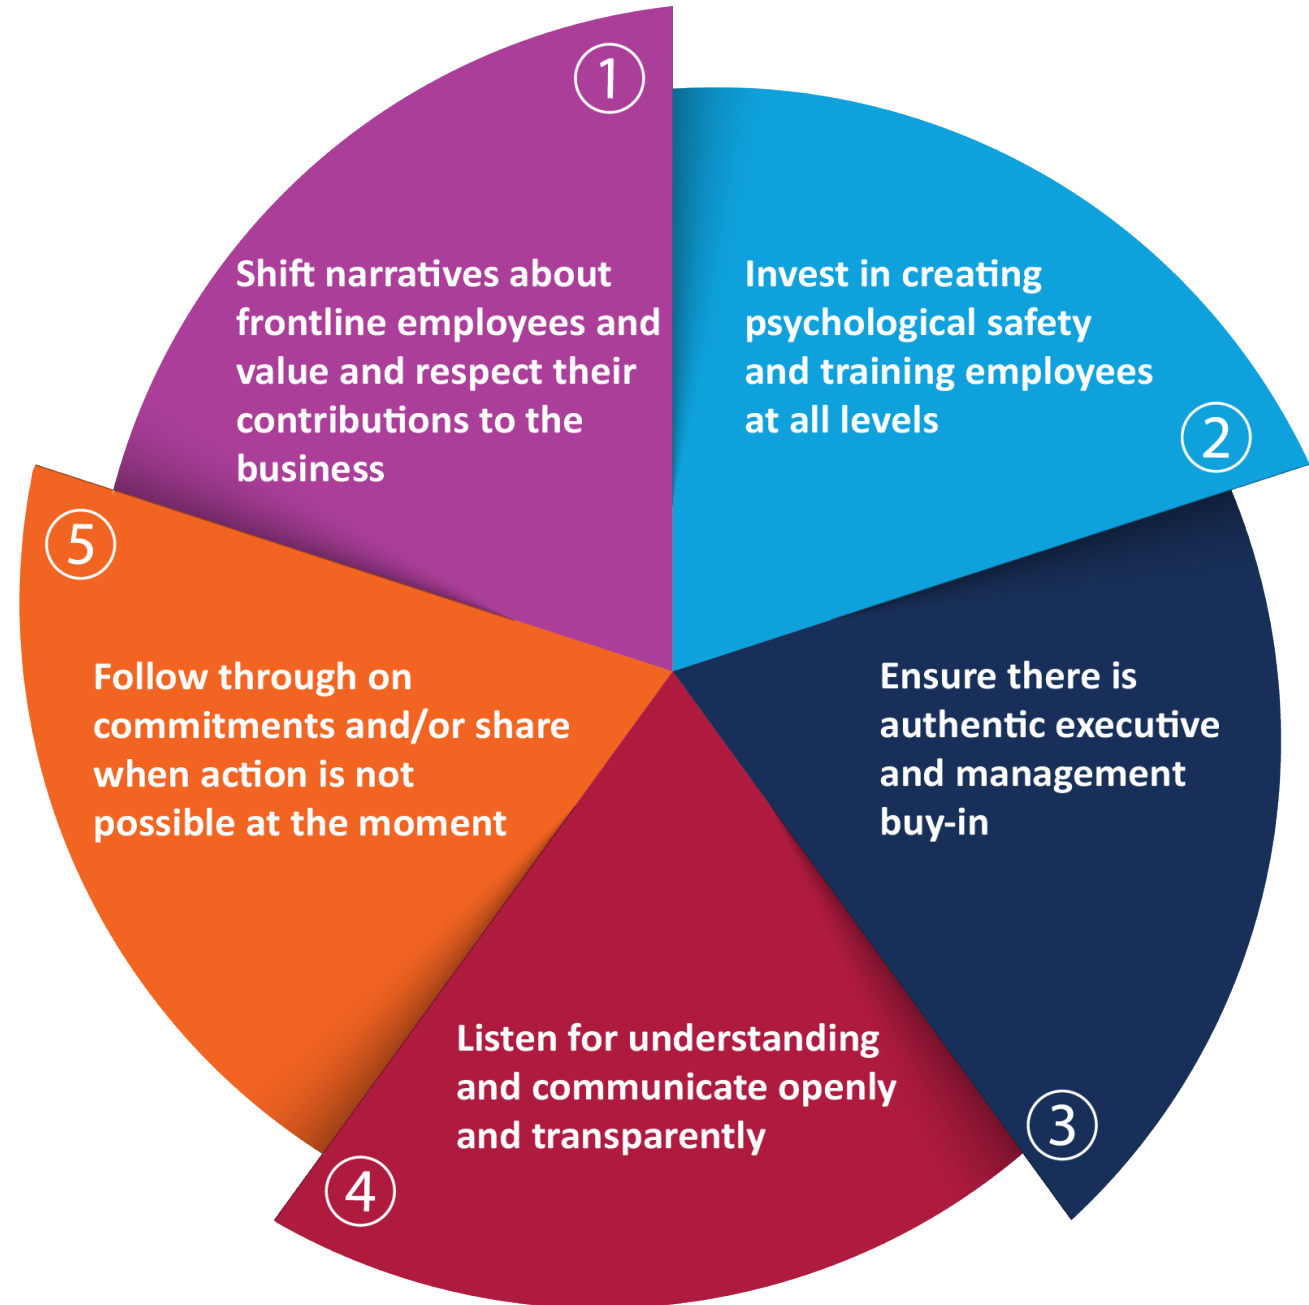 1
Shift narratives about
frontline employees and
value and respect their
contributions to the
business
Invest in creating
psychological safety
and training employees
at all levels
2
Ensure there is
authentic executive
and management
buy-in
3
Listen for understanding
and communicate openly
and transparently
4
5
Follow through on
commitments and/or share
when action is not
possible at the moment